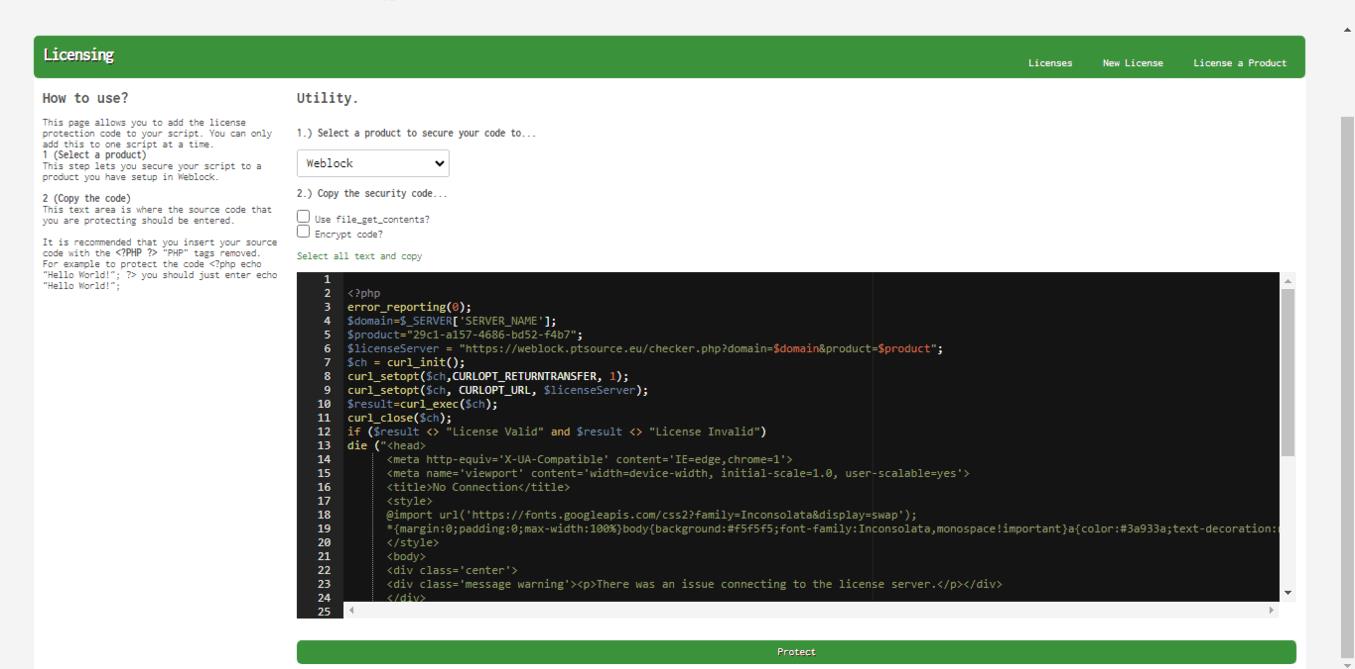 Licensing
Licenses
New License
License a Product
How to use?
This page allows you to add the license
protection code to your script. You can only
add this to one script at a time.
1 (Select a product)
This step lets you secure your script to a
product you have setup in Weblock.
2 (Copy the code)
This text area is where the source code that
you are protecting should be entered.
It is recommended that you insert your source
code with the <?PHP ?> "PHP" tags removed.
For example to protect the code <?php echo
"Hello World!"; ?> you should just enter echo
"Hello World!";
Utility.
1.) Select a product to secure your code to...
Weblock
2.) Copy the security code...
Use file_get_contents?
Encrypt code?
Select all text and copy
1
2 <?php
3 error_reporting(0);
4 $domain=$_SERVER['SERVER_NAME'];
5 $product="29c1-a157-4686-bd52-f4b7";
6 $licenseServer = "https://weblock.ptsource.eu/checker.php?domain=$domain&product=$product";
7 $ch = curl_init();
8 curl_setopt($ch,CURLOPT_RETURNTRANSFER, 1);
9 curl_setopt($ch, CURLOPT_URL, $licenseServer);
10 $result=curl_exec($ch);
11 curl_close($ch);
12 if ($result <> "License Valid" and $result <> "License Invalid")
13 die ("<head>
14 <meta http-equiv='X-UA-Compatible' content='IE=edge,chrome=1'>
15 <meta name='viewport' content='width=device-width, initial-scale=1.0, user-scalable=yes'>
16 <title>No Connection</title>
17 <style>
18 @import url('https://fonts.googleapis.com/css2?family=Inconsolata&display=swap');
19 *{margin:0;padding:0;max-width:100%}body{background:#f5f5f5;font-family:Inconsolata,monospace!important}a{color:#3a933a;text-decoration:
20 </style>
21 <body>
22 <div class='center'>
23 <div class='message warning'><p>There was an issue connecting to the license server.</p></div>
24 </div>
25
Protect